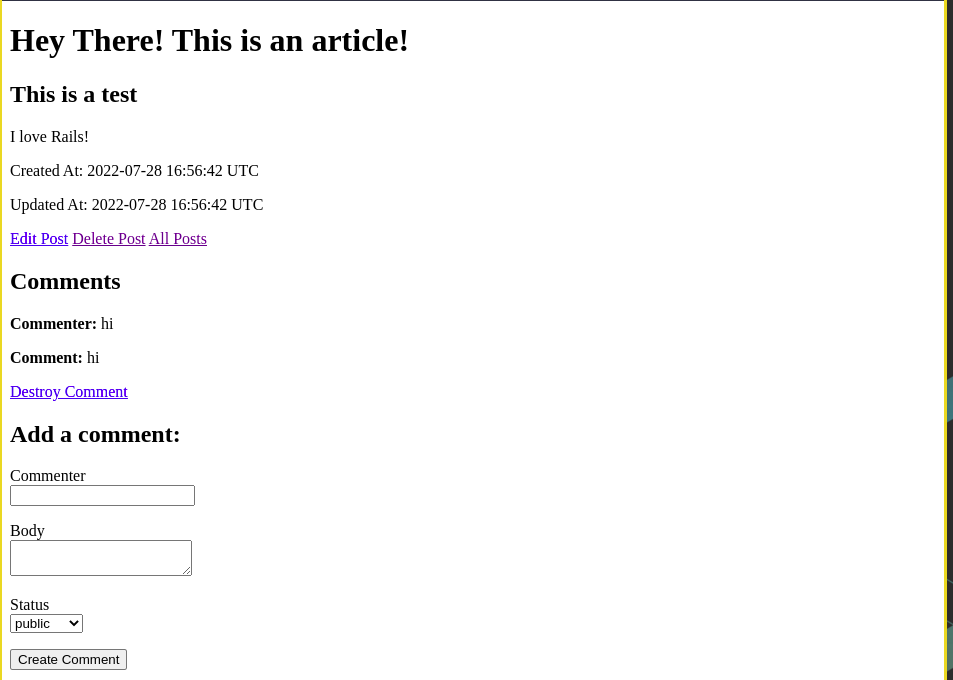 Hey There! This is an article!
This is a test
I love Rails!
Created At: 2022-07-28 16:56:42 UTC
Updated At: 2022-07-28 16:56:42 UTC
Edit Post Delete Post All Posts
Comments
Commenter: hi
Comment: hi
Destroy Comment
Add a comment:
Commenter
Body
Status
public
Create Comment